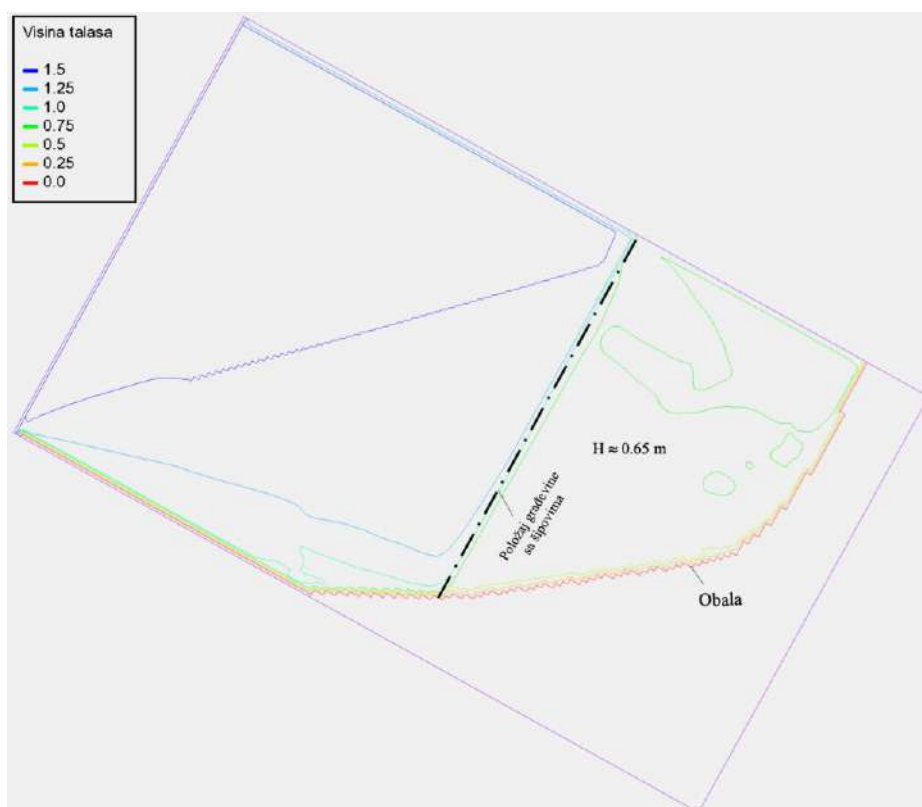 Visina talasa
1.5
1.25
1.0
0.75
0.5
0.25
0.0
H ≈ 0.65 m
Položaj građevine
sa šipovima
Obala